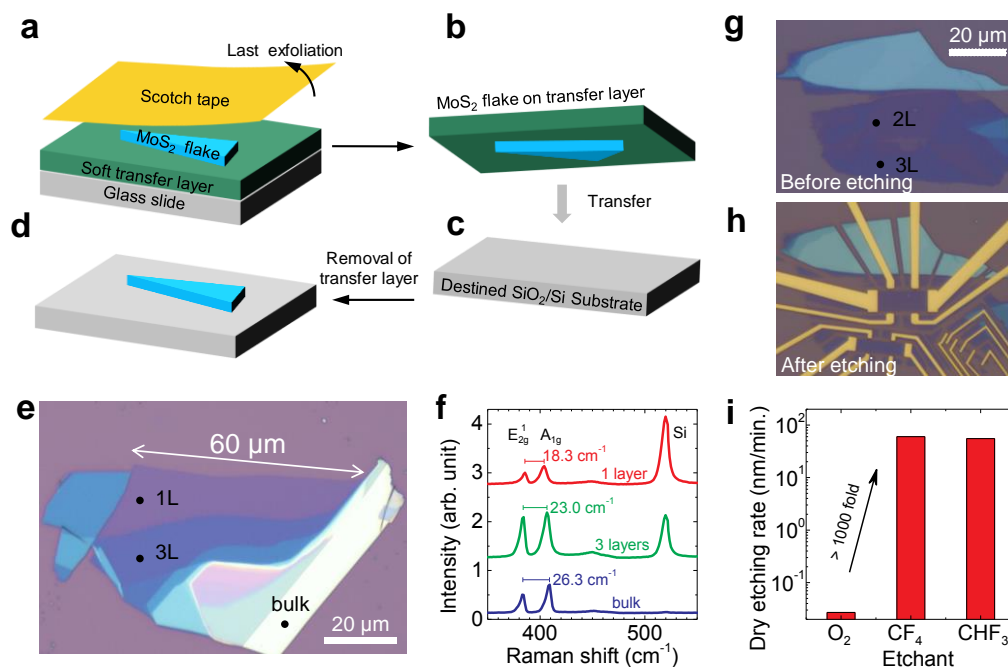 a
Last exfoliation
Scotch tape
MoS₂ flake
Soft transfer layer
Glass slide
b
MoS₂ flake on transfer layer
Transfer
c
Destined SiO₂/Si Substrate
d
Removal of
transfer layer
e
60 µm
1L
3L
bulk
20 µm
f
Intensity (arb. unit)
4
3
2
1
0
E¹₂g
A₁g
Si
18.3 cm⁻¹
1 layer
23.0 cm⁻¹
3 layers
26.3 cm⁻¹
bulk
400
500
Raman shift (cm⁻¹)
g
20 µm
2L
3L
Before etching
h
After etching
i
Dry etching rate (nm/min.)
10²
10¹
10⁰
10⁻¹
> 1000 fold
O₂
CF₄
CHF₃
Etchant